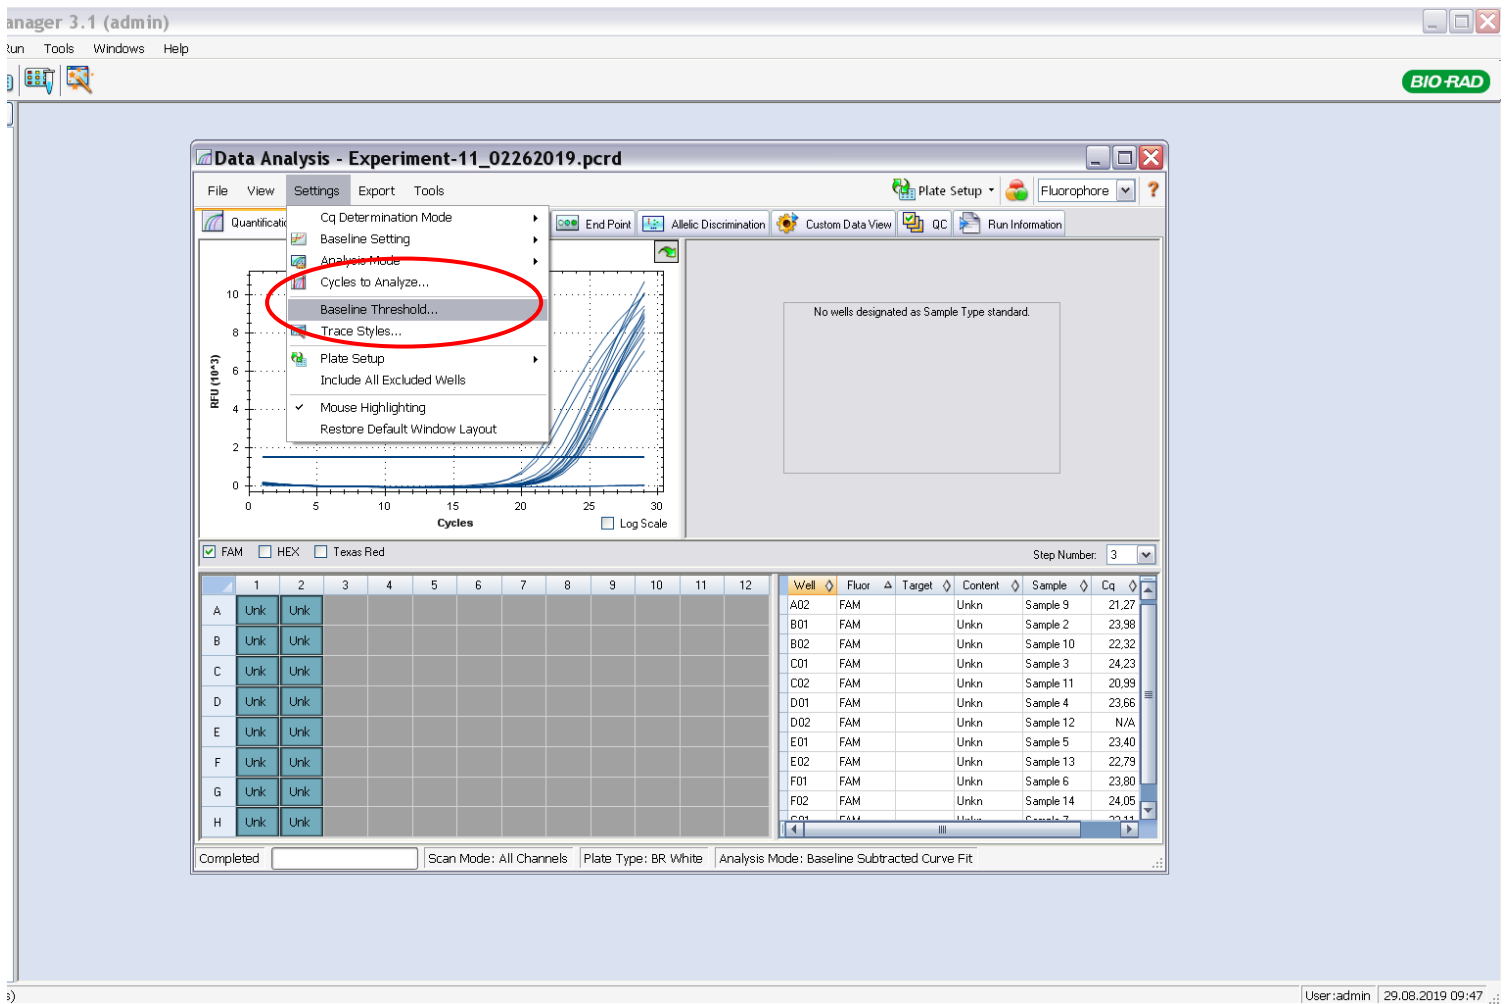 anager 3.1 (admin)
Run Tools Windows Help
BIO-RAD
Data Analysis - Experiment-11_02262019.pcrd
File View Settings Export Tools Plate Setup Fluorophore ?
Quantificatio End Point Allelic Discrimination Custom Data View QC Run Information
Cq Determination Mode
Baseline Setting
Analysis Mode
Cycles to Analyze...
Baseline Threshold...
Trace Styles...
Plate Setup
Include All Excluded Wells
Mouse Highlighting
Restore Default Window Layout
10
8
6
4
2
0
RFU (10^3)
0 5 10 15 20 25 30
Cycles
Log Scale
No wells designated as Sample Type standard.
FAM HEX Texas Red
Step Number: 3
1 2 3 4 5 6 7 8 9 10 11 12
A Unk Unk
B Unk Unk
C Unk Unk
D Unk Unk
E Unk Unk
F Unk Unk
G Unk Unk
H Unk Unk
Well Fluor Target Content Sample Cq
A02 FAM Unkn Sample 9 21,27
B01 FAM Unkn Sample 2 23,98
B02 FAM Unkn Sample 10 22,32
C01 FAM Unkn Sample 3 24,23
C02 FAM Unkn Sample 11 20,99
D01 FAM Unkn Sample 4 23,66
D02 FAM Unkn Sample 12 N/A
E01 FAM Unkn Sample 5 23,40
E02 FAM Unkn Sample 13 22,79
F01 FAM Unkn Sample 6 23,80
F02 FAM Unkn Sample 14 24,05
Completed Scan Mode: All Channels Plate Type: BR White Analysis Mode: Baseline Subtracted Curve Fit
s) User:admin 29.08.2019 09:47